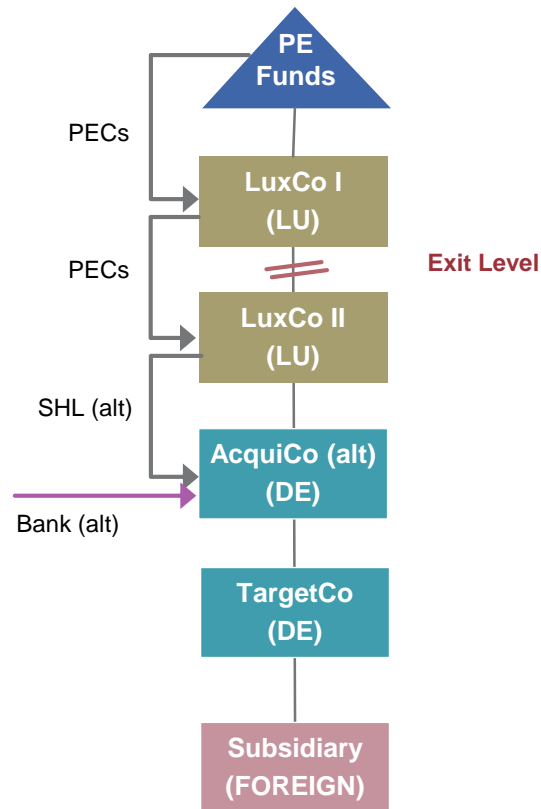 PE
Funds
PECs
LuxCo I
(LU)
PECs
Exit Level
LuxCo II
(LU)
SHL (alt)
AcquiCo (alt)
(DE)
Bank (alt)
TargetCo
(DE)
Subsidiary
(FOREIGN)